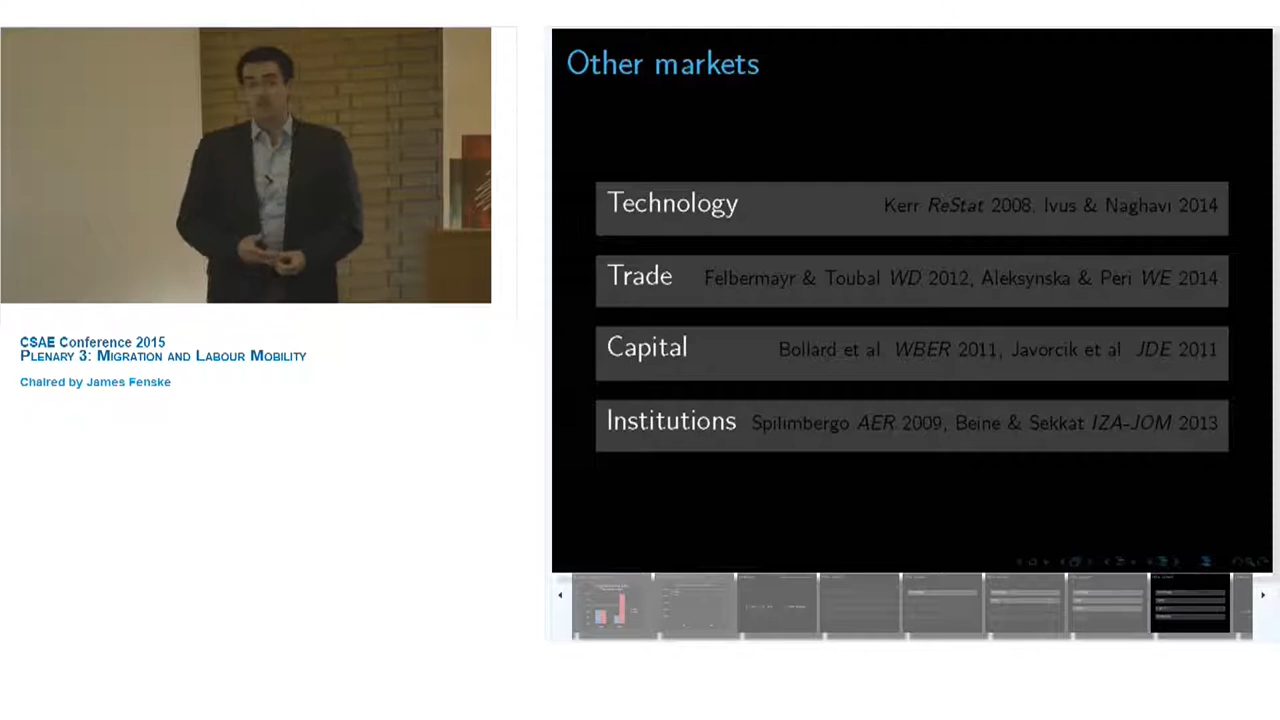 Other markets
Technology Kerr ReStat 2008. Ivus & Naghavi 2014
Trade Felbermayr & Toubal WD 2012, Aleksynska & Peri WE 2014
Capital Bollard et al WBER 2011, Javorcik et al JDE 2011
Institutions Spilimbergo AER 2009, Beine & Sekkat IZA-JOM 2013
CSAE Conference 2015
PLENARY 3: MIGRATION AND LABOUR MOBILITY
Chaired by James Fenske